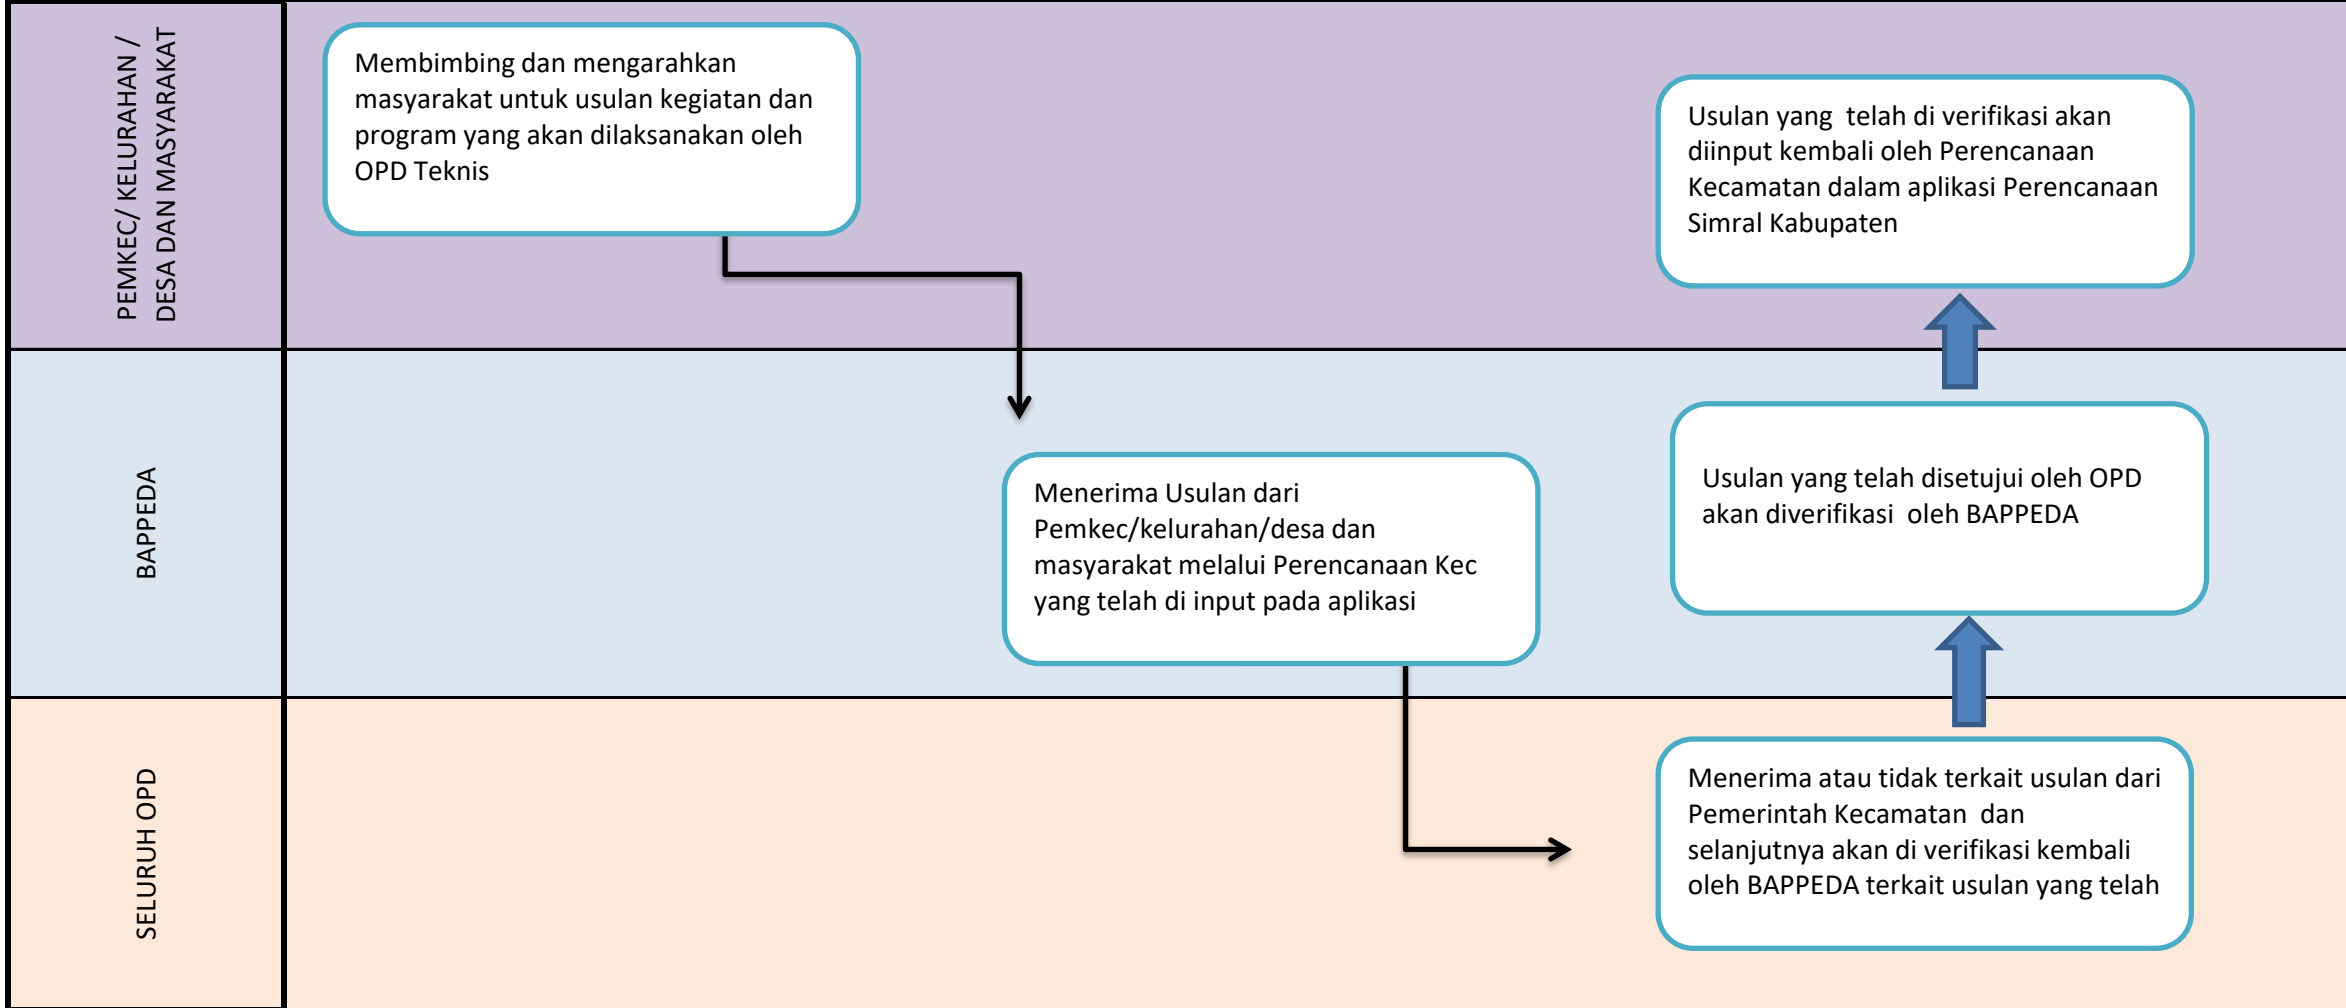 PEMKEC/ KELURAHAN /
DESA DAN MASYARAKAT
Membimbing dan mengarahkan
masyarakat untuk usulan kegiatan dan
program yang akan dilaksanakan oleh
OPD Teknis
Usulan yang  telah di verifikasi akan
diinput kembali oleh Perencanaan
Kecamatan dalam aplikasi Perencanaan
Simral Kabupaten
BAPPEDA
Menerima Usulan dari
Pemkec/kelurahan/desa dan
masyarakat melalui Perencanaan Kec
yang telah di input pada aplikasi
Usulan yang telah disetujui oleh OPD
akan diverifikasi  oleh BAPPEDA
SELURUH OPD
Menerima atau tidak terkait usulan dari
Pemerintah Kecamatan  dan
selanjutnya akan di verifikasi kembali
oleh BAPPEDA terkait usulan yang telah